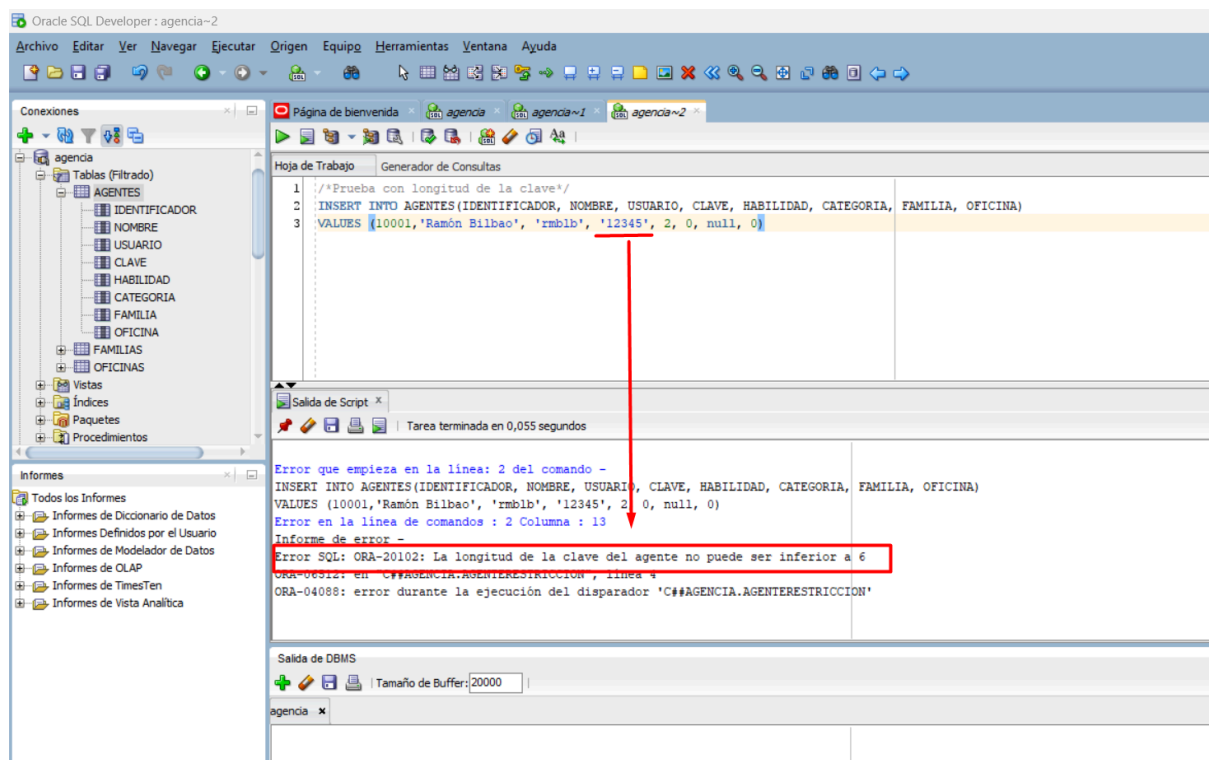 Oracle SQL Developer : agencia~2
Archivo Editar Ver Navegar Ejecutar Origen Equipo Herramientas Ventana Ayuda
Conexiones
agencia
Tablas (Filtrado)
AGENTES
IDENTIFICADOR
NOMBRE
USUARIO
CLAVE
HABILIDAD
CATEGORIA
FAMILIA
OFICINA
FAMILIAS
OFICINAS
Vistas
Índices
Paquetes
Procedimientos
Informes
Todos los Informes
Informes de Diccionario de Datos
Informes Definidos por el Usuario
Informes de Modelador de Datos
Informes de OLAP
Informes de TimesTen
Informes de Vista Analítica
Página de bienvenida agencia agencia~1 agencia~2
Hoja de Trabajo Generador de Consultas
1 /*Prueba con longitud de la clave*/
2 INSERT INTO AGENTES(IDENTIFICADOR, NOMBRE, USUARIO, CLAVE, HABILIDAD, CATEGORIA, FAMILIA, OFICINA)
3 VALUES (10001,'Ramón Bilbao', 'rmblb', '12345', 2, 0, null, 0)
Salida de Script
Tarea terminada en 0,055 segundos
Error que empieza en la línea: 2 del comando -
INSERT INTO AGENTES(IDENTIFICADOR, NOMBRE, USUARIO, CLAVE, HABILIDAD, CATEGORIA, FAMILIA, OFICINA)
VALUES (10001,'Ramón Bilbao', 'rmblb', '12345', 2, 0, null, 0)
Error en la línea de comandos : 2 Columna : 13
Informe de error -
Error SQL: ORA-20102: La longitud de la clave del agente no puede ser inferior a 6
ORA-06512: en "C##AGENCIA.AGENTERESTRICCION", línea 4
ORA-04088: error durante la ejecución del disparador 'C##AGENCIA.AGENTERESTRICCION'
Salida de DBMS
Tamaño de Buffer: 20000
agencia